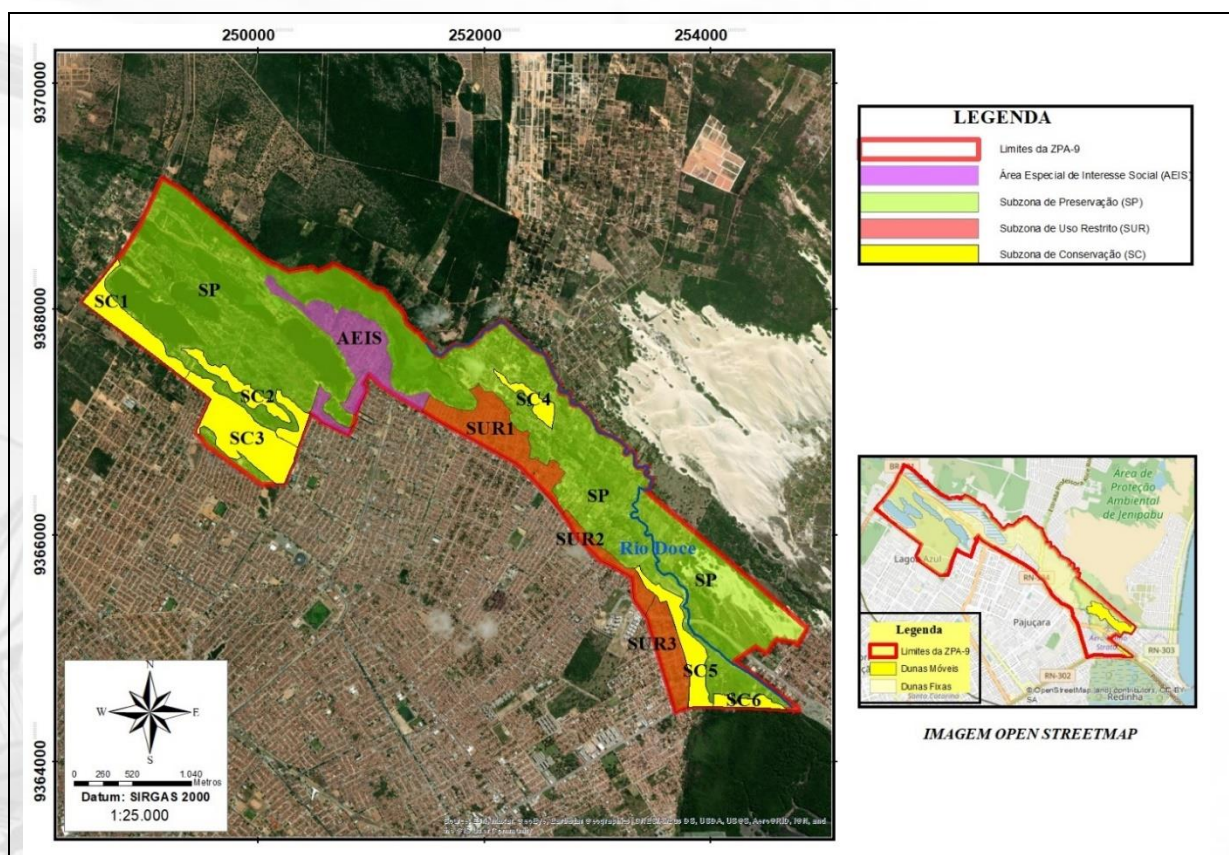 250000 252000 254000
9370000
9368000
9366000
9364000
SP
SC1
AEIS
SC2
SC4
SC3
SUR1
SP
SUR2
Rio Doce
SP
SUR3
SC5
SC6
N
W E
S
0 260 520 1.040
Metros
Datum: SIRGAS 2000
1:25.000
LEGENDA
Limites da ZPA-9
Área Especial de Interesse Social (AEIS)
Subzona de Preservação (SP)
Subzona de Uso Restrito (SUR)
Subzona de Conservação (SC)
Área de
Proteção
Ambiental
de Jenipabu
Lagoa Azul
Pajuçara
RN-303
RN-302
Redinha
Legenda
Limites da ZPA-9
Dunas Móveis
Dunas Fixas
IMAGEM OPEN STREETMAP